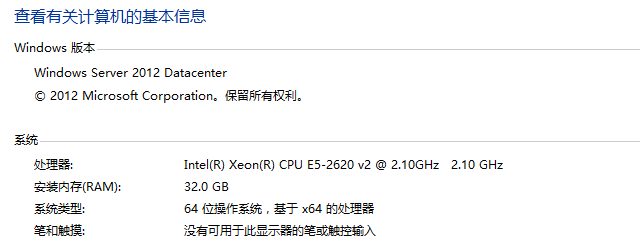 查看有关计算机的基本信息
Windows 版本
Windows Server 2012 Datacenter
© 2012 Microsoft Corporation。保留所有权利。
系统
处理器: Intel(R) Xeon(R) CPU E5-2620 v2 @ 2.10GHz 2.10 GHz
安装内存(RAM): 32.0 GB
系统类型: 64 位操作系统，基于 x64 的处理器
笔和触摸: 没有可用于此显示器的笔或触控输入